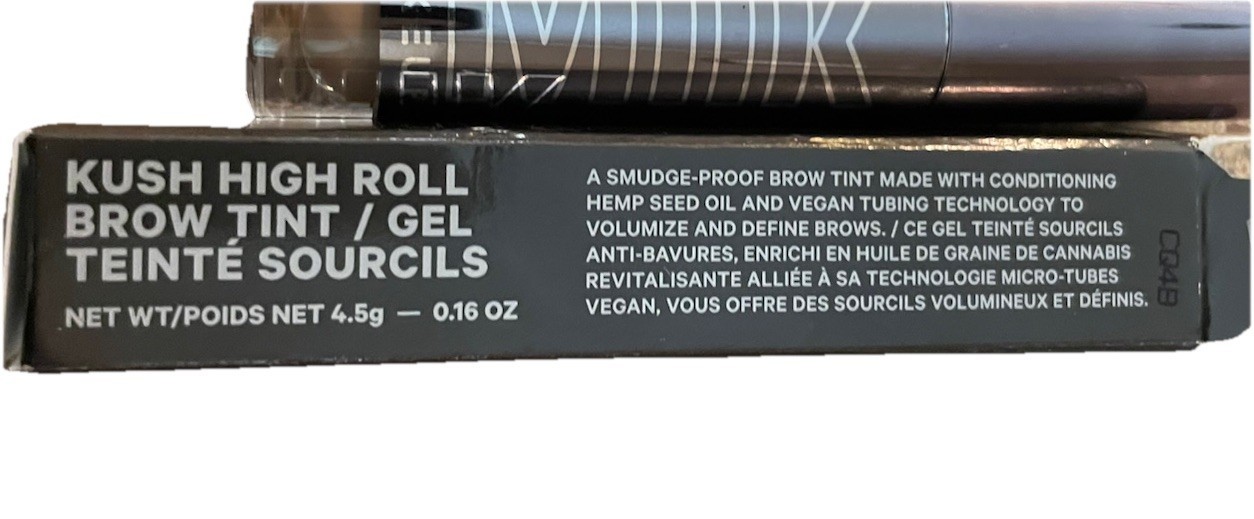 Milk
KUSH HIGH ROLL
BROW TINT / GEL
TEINTÉ SOURCILS
NET WT/POIDS NET 4.5g — 0.16 OZ
A SMUDGE-PROOF BROW TINT MADE WITH CONDITIONING
HEMP SEED OIL AND VEGAN TUBING TECHNOLOGY TO
VOLUMIZE AND DEFINE BROWS. / CE GEL TEINTÉ SOURCILS
ANTI-BAVURES, ENRICHI EN HUILE DE GRAINE DE CANNABIS
REVITALISANTE ALLIÉE À SA TECHNOLOGIE MICRO-TUBES
VEGAN, VOUS OFFRE DES SOURCILS VOLUMINEUX ET DÉFINIS.
CQ4B